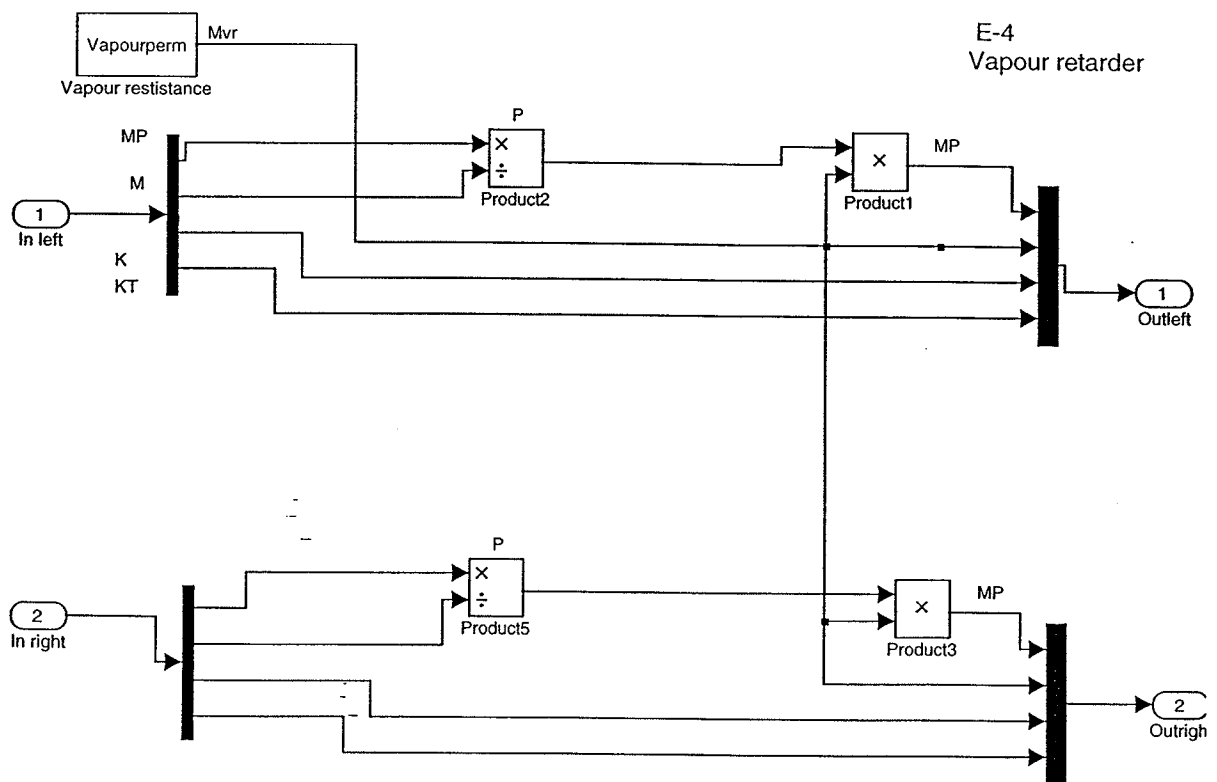 E-4
Vapour retarder
Vapourperm
Mvr
Vapour restistance
MP
P
×
÷
Product2
×
MP
Product1
M
1
In left
K
KT
1
Outleft
P
×
÷
Product5
×
MP
Product3
2
In right
2
Outrigh